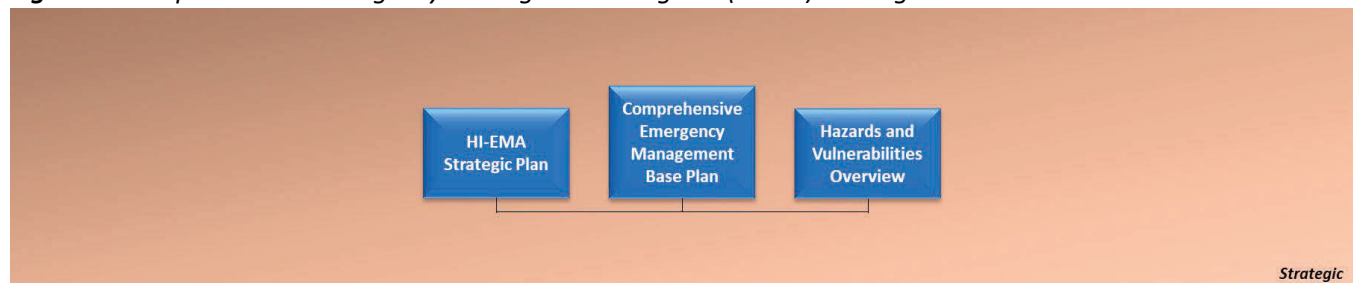 HI-EMA
Strategic Plan
Comprehensive
Emergency
Management
Base Plan
Hazards and
Vulnerabilities
Overview
Strategic